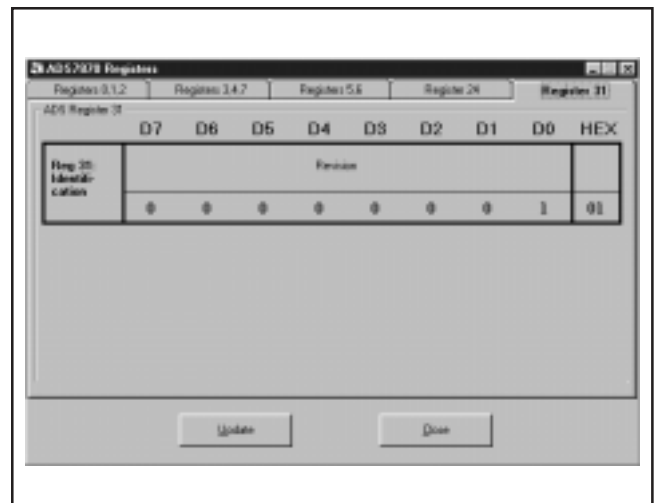 ADS7870 Registers
Registers 0,1,2 Registers 3,4,7 Registers 5,6 Register 24 Register 31
ADS Register 31
D7 D6 D5 D4 D3 D2 D1 D0 HEX
Reg 31:
Identifi-
cation
Revision
0 0 0 0 0 0 0 1 01
Update Close